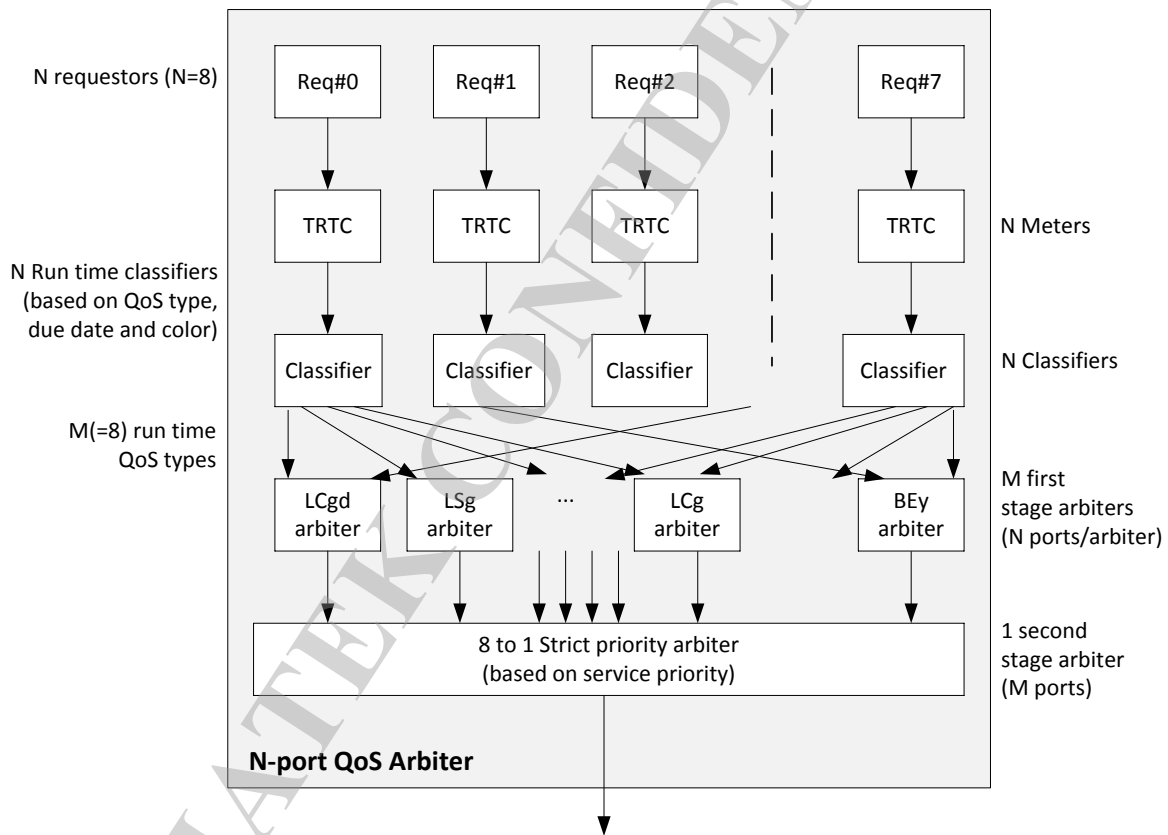 N requestors (N=8)
Req#0
Req#1
Req#2
Req#7
TRTC
TRTC
TRTC
TRTC
N Meters
N Run time classifiers
(based on QoS type,
due date and color)
Classifier
Classifier
Classifier
Classifier
N Classifiers
M(=8) run time
QoS types
LCgd
arbiter
LSg
arbiter
...
LCg
arbiter
BEy
arbiter
M first
stage arbiters
(N ports/arbiter)
8 to 1 Strict priority arbiter
(based on service priority)
1 second
stage arbiter
(M ports)
N-port QoS Arbiter
IATEK CONFIDEN